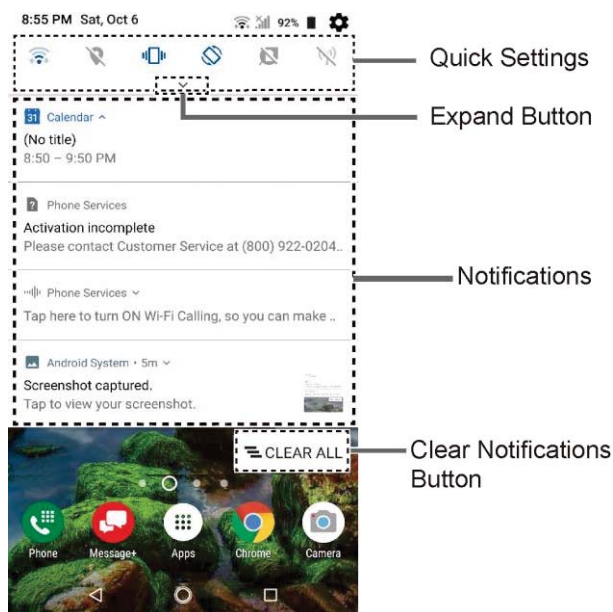 8:55 PM Sat, Oct 6 92%
Quick Settings
Expand Button
31 Calendar
(No title)
8:50 – 9:50 PM
? Phone Services
Activation incomplete
Please contact Customer Service at (800) 922-0204..
Phone Services
Tap here to turn ON Wi-Fi Calling, so you can make ..
Notifications
Android System • 5m
Screenshot captured.
Tap to view your screenshot.
CLEAR ALL
Clear Notifications
Button
Phone Message+ Apps Chrome Camera